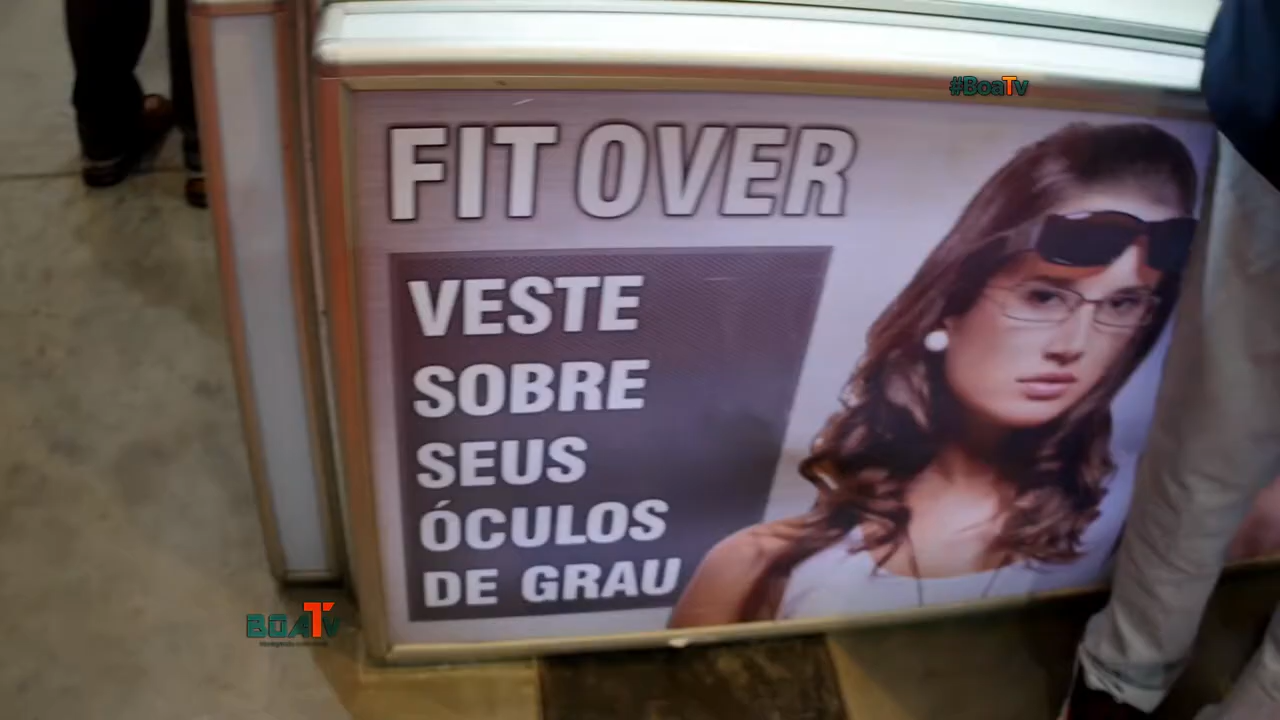 #BoaTv
FIT OVER
VESTE
SOBRE
SEUS
ÓCULOS
DE GRAU
BOATV